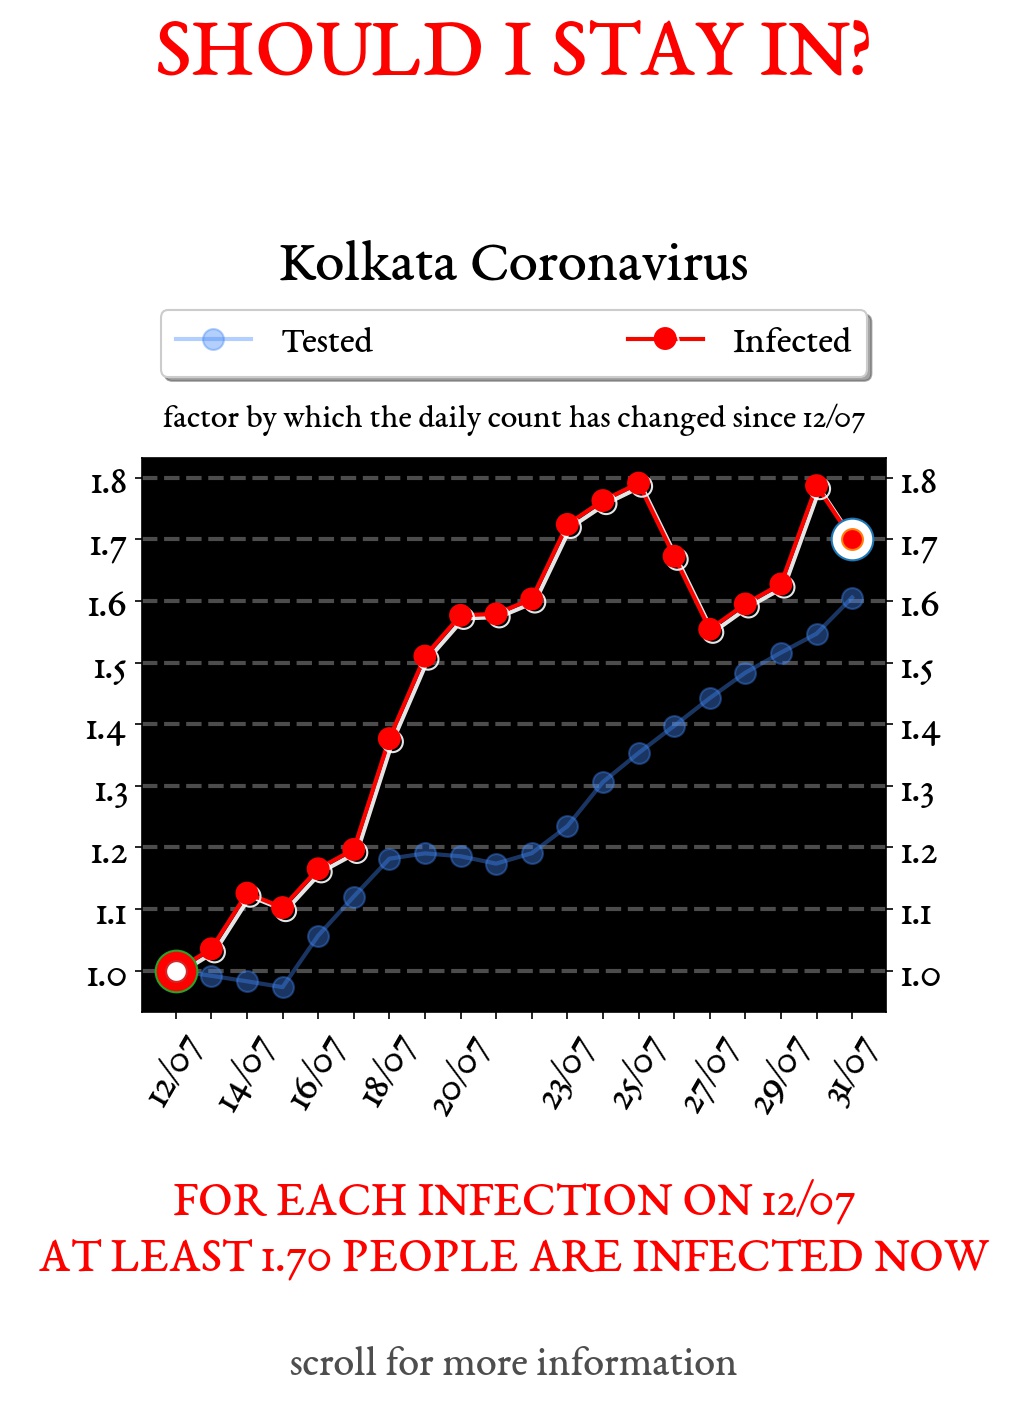 SHOULD I STAY IN?
Kolkata Coronavirus
Tested
Infected
factor by which the daily count has changed since 12/07
1.8 1.8
1.7 1.7
1.6 1.6
1.5 1.5
1.4 1.4
1.3 1.3
1.2 1.2
1.1 1.1
1.0 1.0
12/07 14/07 16/07 18/07 20/07 23/07 25/07 27/07 29/07 31/07
FOR EACH INFECTION ON 12/07
AT LEAST 1.70 PEOPLE ARE INFECTED NOW
scroll for more information